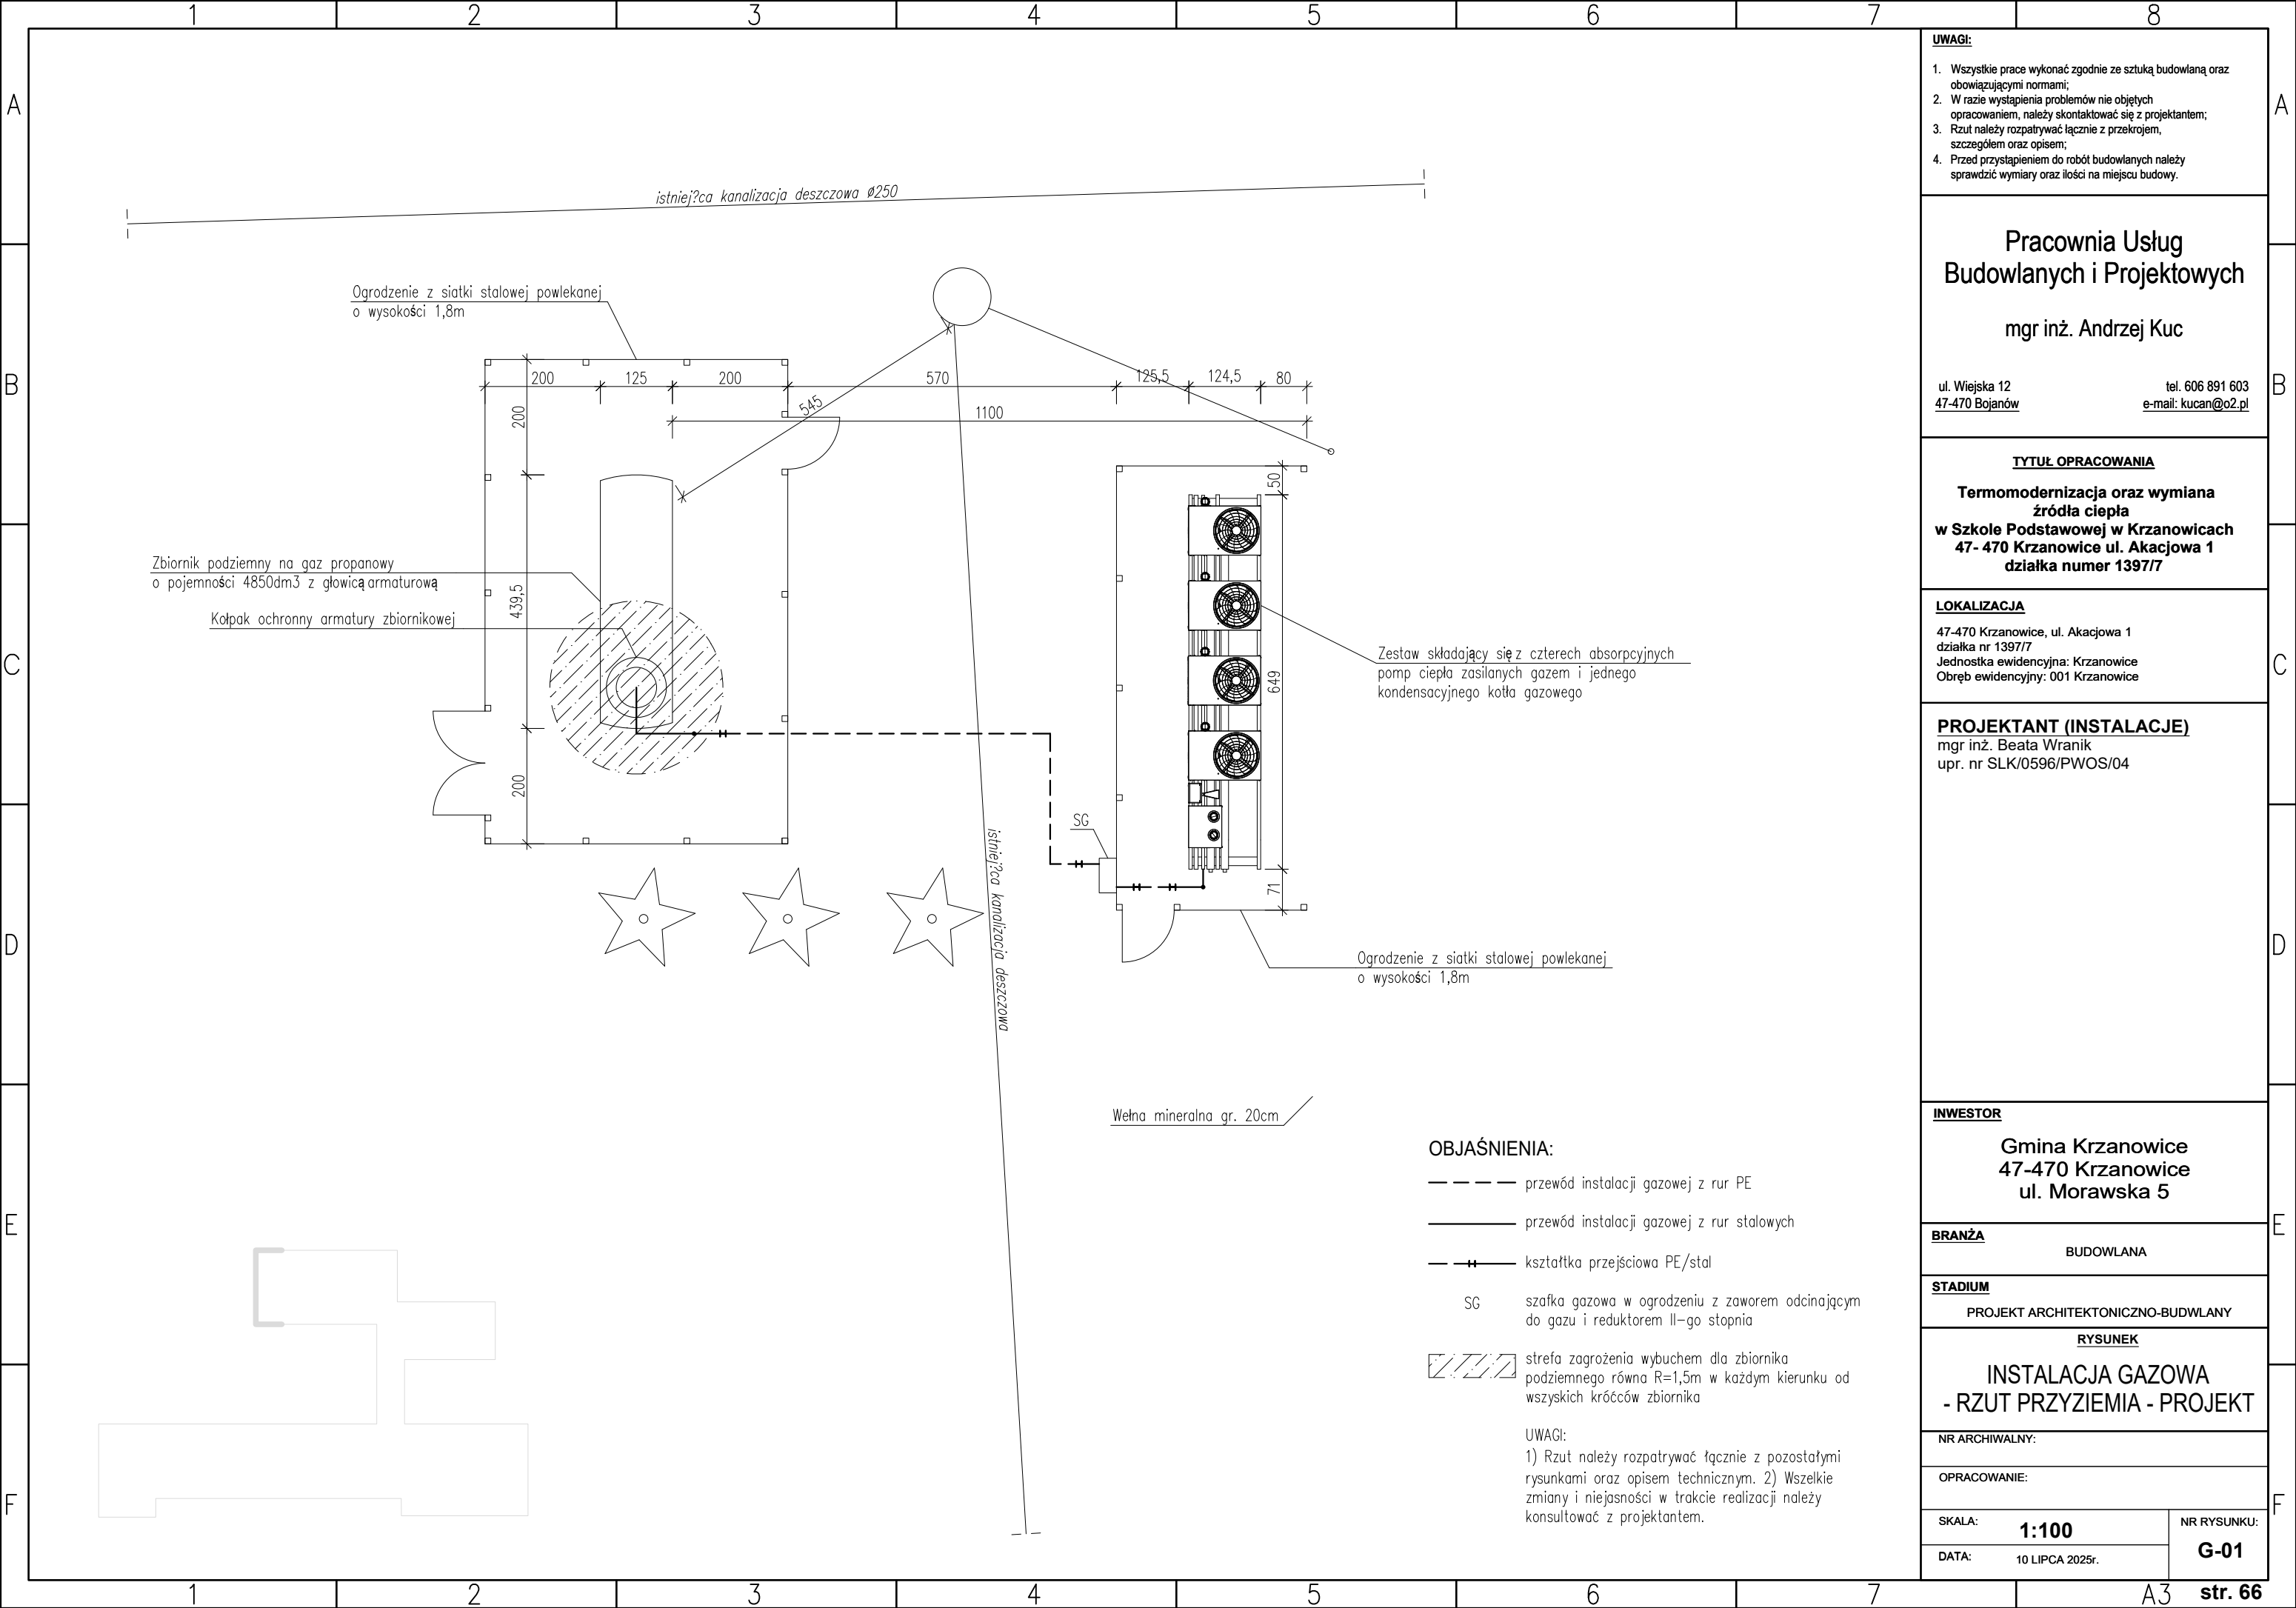 1 2 3 4 5 6 7 8
A
B
C
D
E
F
istniej?ca kanalizacja deszczowa ø250
Ogrodzenie z siatki stalowej powlekanej
o wysokości 1,8m
200 125 200 570 125,5 124,5 80
545
1100
200
439,5
200
50
649
71
Zbiornik podziemny na gaz propanowy
o pojemności 4850dm3 z głowicą armaturową
Kołpak ochronny armatury zbiornikowej
Zestaw składający się z czterech absorpcyjnych
pomp ciepła zasilanych gazem i jednego
kondensacyjnego kotła gazowego
SG
istniej?ca kanalizacja deszczowa
Ogrodzenie z siatki stalowej powlekanej
o wysokości 1,8m
Wełna mineralna gr. 20cm
OBJAŚNIENIA:
przewód instalacji gazowej z rur PE
przewód instalacji gazowej z rur stalowych
kształtka przejściowa PE/stal
SG
szafka gazowa w ogrodzeniu z zaworem odcinającym
do gazu i reduktorem II-go stopnia
strefa zagrożenia wybuchem dla zbiornika
podziemnego równa R=1,5m w każdym kierunku od
wszyskich króćców zbiornika
UWAGI:
1) Rzut należy rozpatrywać łącznie z pozostałymi
rysunkami oraz opisem technicznym. 2) Wszelkie
zmiany i niejasności w trakcie realizacji należy
konsultować z projektantem.
UWAGI:
1. Wszystkie prace wykonać zgodnie ze sztuką budowlaną oraz
obowiązującymi normami;
2. W razie wystąpienia problemów nie objętych
opracowaniem, należy skontaktować się z projektantem;
3. Rzut należy rozpatrywać łącznie z przekrojem,
szczegółem oraz opisem;
4. Przed przystąpieniem do robót budowlanych należy
sprawdzić wymiary oraz ilości na miejscu budowy.
Pracownia Usług
Budowlanych i Projektowych
mgr inż. Andrzej Kuc
ul. Wiejska 12 tel. 606 891 603
47-470 Bojanów e-mail: kucan@o2.pl
TYTUŁ OPRACOWANIA
Termomodernizacja oraz wymiana
źródła ciepła
w Szkole Podstawowej w Krzanowicach
47- 470 Krzanowice ul. Akacjowa 1
działka numer 1397/7
LOKALIZACJA
47-470 Krzanowice, ul. Akacjowa 1
działka nr 1397/7
Jednostka ewidencyjna: Krzanowice
Obręb ewidencyjny: 001 Krzanowice
PROJEKTANT (INSTALACJE)
mgr inż. Beata Wranik
upr. nr SLK/0596/PWOS/04
INWESTOR
Gmina Krzanowice
47-470 Krzanowice
ul. Morawska 5
BRANŻA
BUDOWLANA
STADIUM
PROJEKT ARCHITEKTONICZNO-BUDWLANY
RYSUNEK
INSTALACJA GAZOWA
- RZUT PRZYZIEMIA - PROJEKT
NR ARCHIWALNY:
OPRACOWANIE:
SKALA: 1:100
NR RYSUNKU:
G-01
DATA: 10 LIPCA 2025r.
A
B
C
D
E
F
1 2 3 4 5 6 7 A3 str. 66